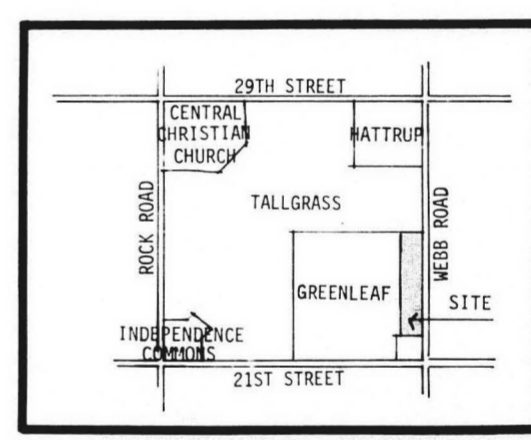 29TH STREET
CENTRAL
CHRISTIAN
CHURCH
HATTRUP
TALLGRASS
ROCK ROAD
WEBB ROAD
GREENLEAF
SITE
INDEPENDENCE
COMMONS
21ST STREET